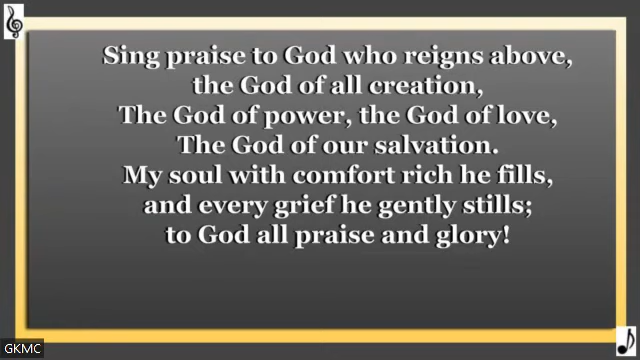 Sing praise to God who reigns above,
the God of all creation,
The God of power, the God of love,
The God of our salvation.
My soul with comfort rich he fills,
and every grief he gently stills;
to God all praise and glory!
GKMC